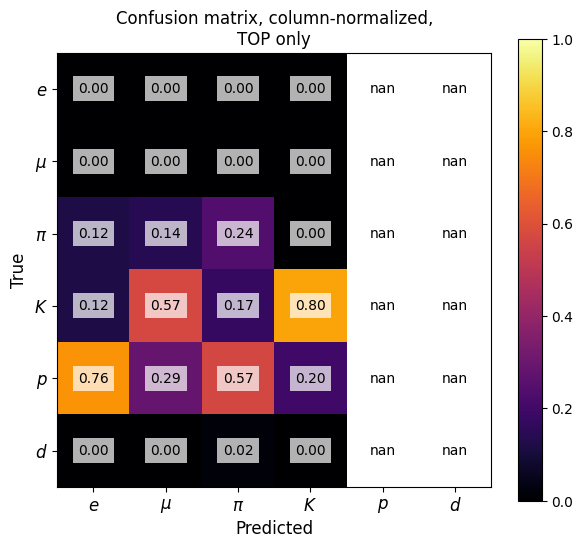 Confusion matrix, column-normalized,
TOP only
e 0.00 0.00 0.00 0.00 nan nan
μ 0.00 0.00 0.00 0.00 nan nan
π 0.12 0.14 0.24 0.00 nan nan
K 0.12 0.57 0.17 0.80 nan nan
p 0.76 0.29 0.57 0.20 nan nan
d 0.00 0.00 0.02 0.00 nan nan
e μ π K p d
Predicted
True
1.0
0.8
0.6
0.4
0.2
0.0